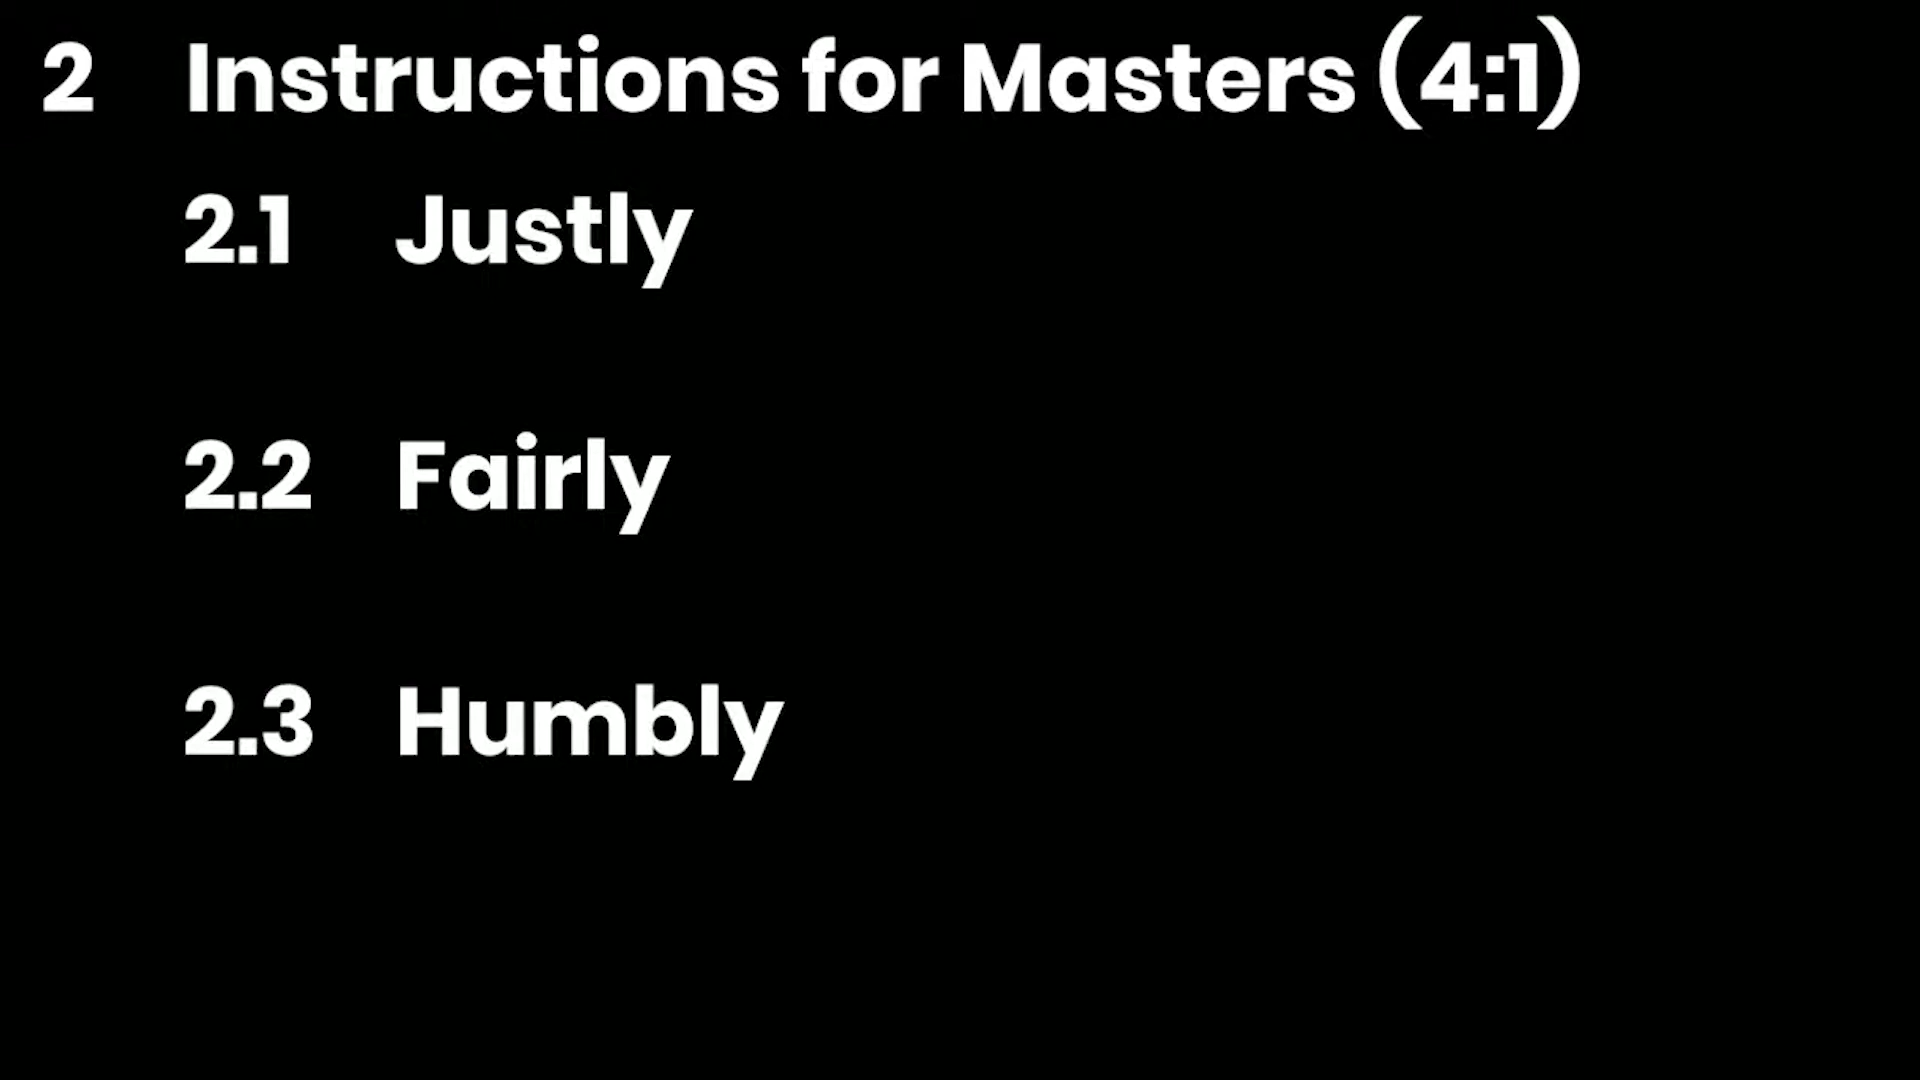 2 Instructions for Masters (4:1)
2.1 Justly
2.2 Fairly
2.3 Humbly